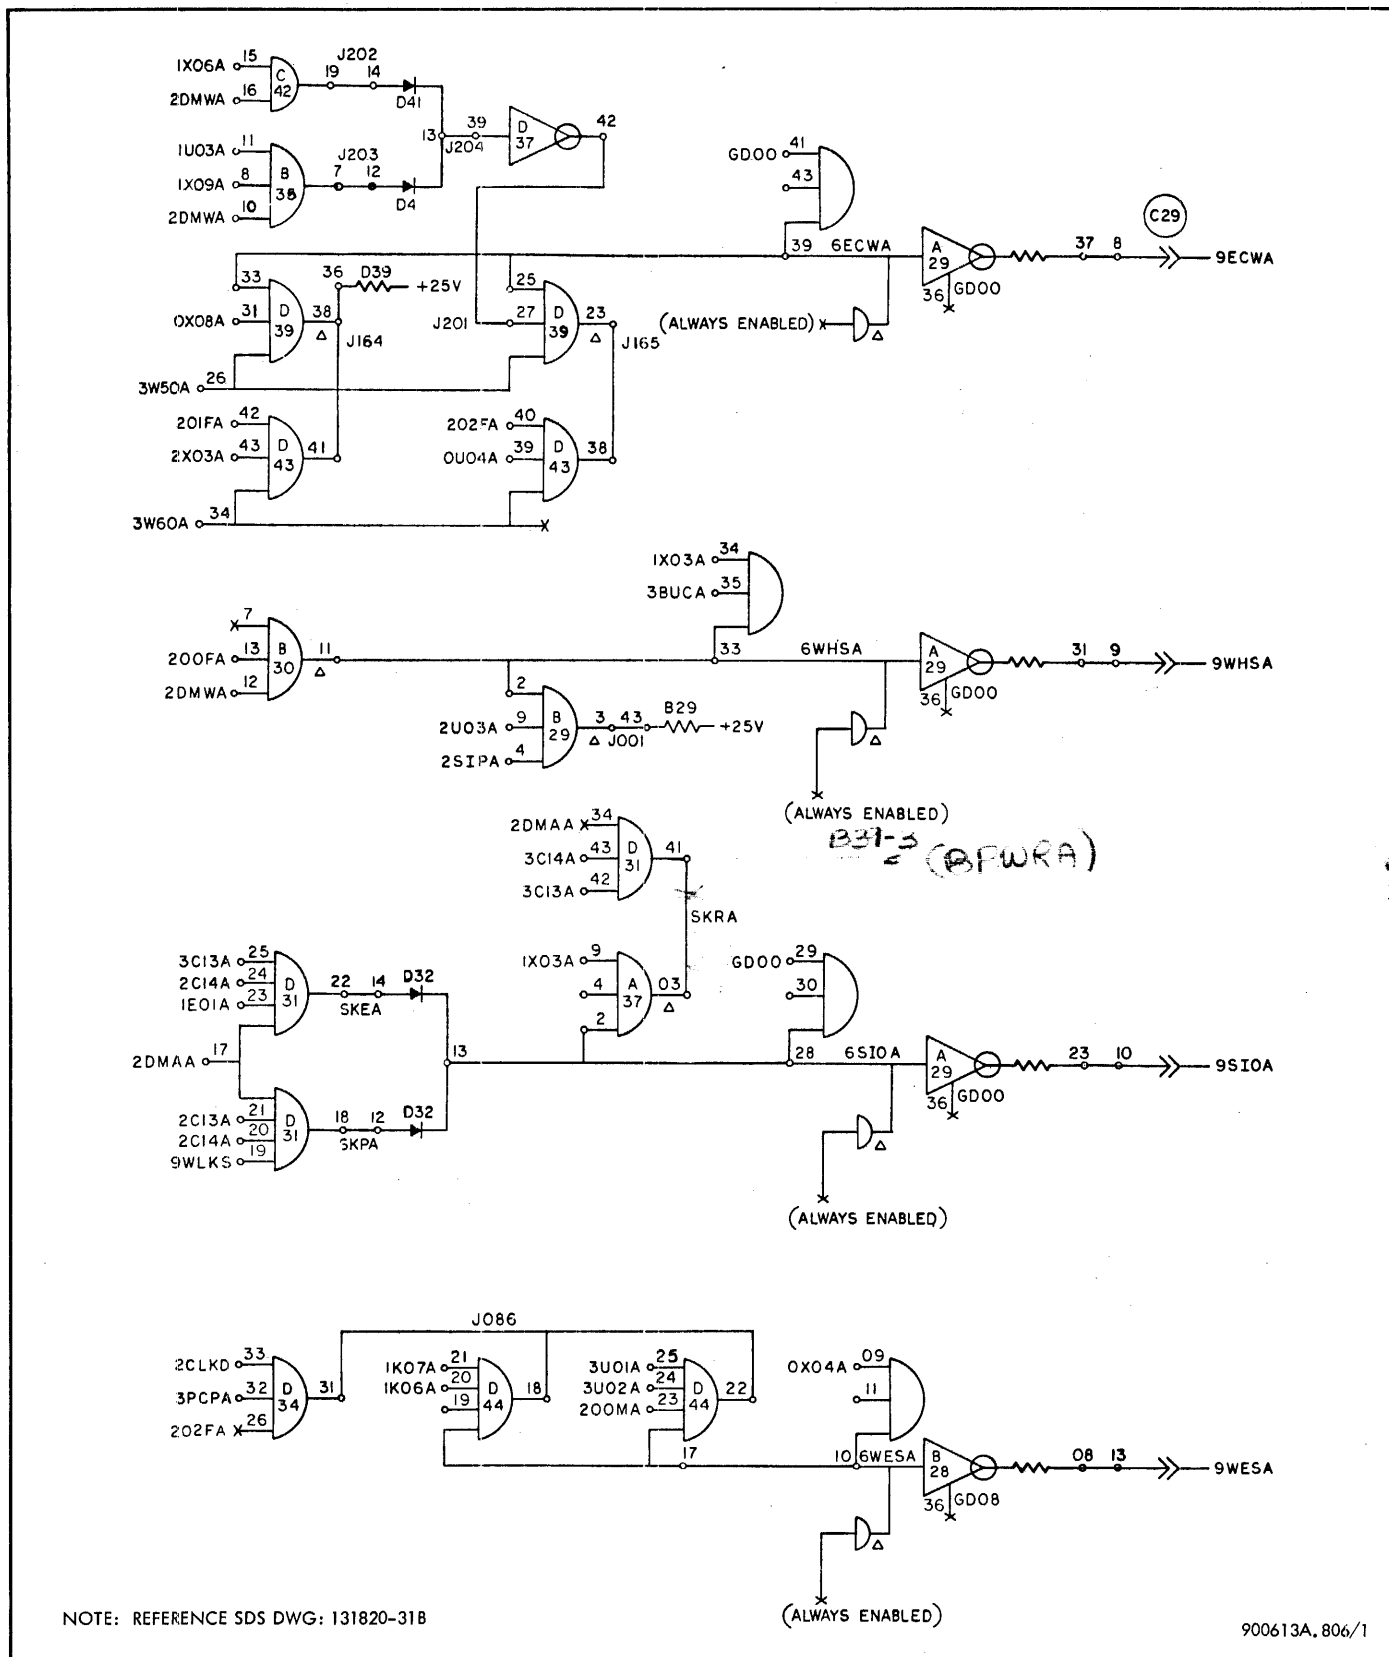 1X06A 15 J202
C 42 19 14
2DMWA 16 D41
39 42
13 J204 D 37
1U03A 11 J203
1X09A 8 B 38 7 12
2DMWA 10 D4
GD00 41
43
C29
39 6ECWA A 29 37 8 9ECWA
36 GD00
33 36 D39 +25V 25
0X08A 31 D 39 38 J164
J201 27 D 39 23 J165
(ALWAYS ENABLED)
3W50A 26
201FA 42 202FA 40
2X03A 43 D 43 41 0U04A 39 D 43 38
3W60A 34
1X03A 34
3BUCA 35
7
200FA 13 B 30 11 33 6WHSA A 29 31 9 9WHSA
2DMWA 12 36 GD00
2 B29
2U03A 9 B 29 3 43 J001 +25V
2SIPA 4
(ALWAYS ENABLED)
B37-3 (BFWRA)
2DMAA 34
3C14A 43 D 31 41
3C13A 42
SKRA
3C13A 25 1X03A 9 GD00 29
2C14A 24 D 31 22 14 D32 4 A 37 03 30
1E01A 23 SKEA
2
2DMAA 17 13 28 6SIOA A 29 23 10 9SIOA
36 GD00
2C13A 21 D 31 18 12 D32
2C14A 20 SKPA
9WLKS 19
(ALWAYS ENABLED)
J086
2CLKD 33 1K07A 21 3U01A 25 0X04A 09
3PCPA 32 D 34 31 1K06A 20 D 44 18 3U02A 24 D 44 22 11
202FA 26 19 200MA 23
17 10 6WESA B 28 08 13 9WESA
36 GD08
(ALWAYS ENABLED)
NOTE: REFERENCE SDS DWG: 131820-31B
900613A.806/1